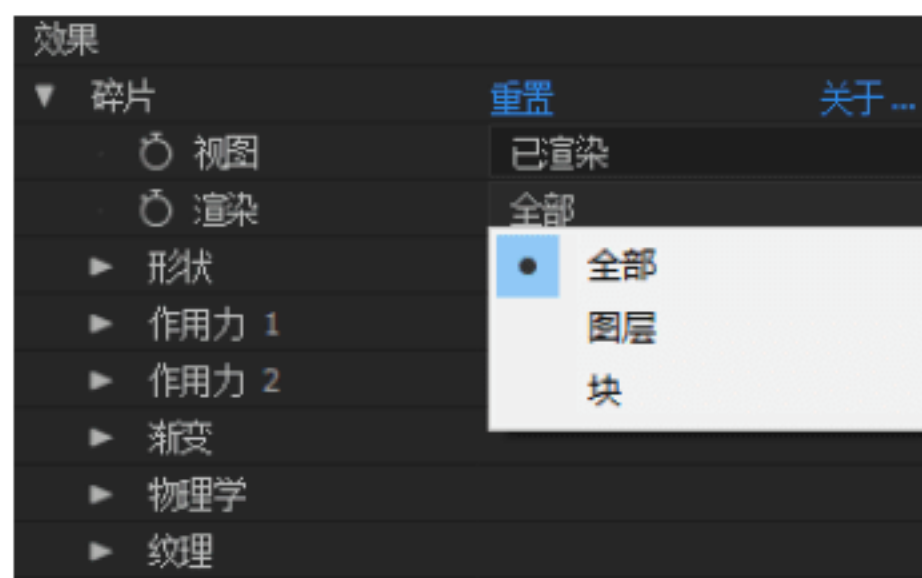 效果
碎片 重置 关于...
视图 已渲染
渲染 全部
形状 全部
作用力 1 图层
作用力 2 块
渐变
物理学
纹理